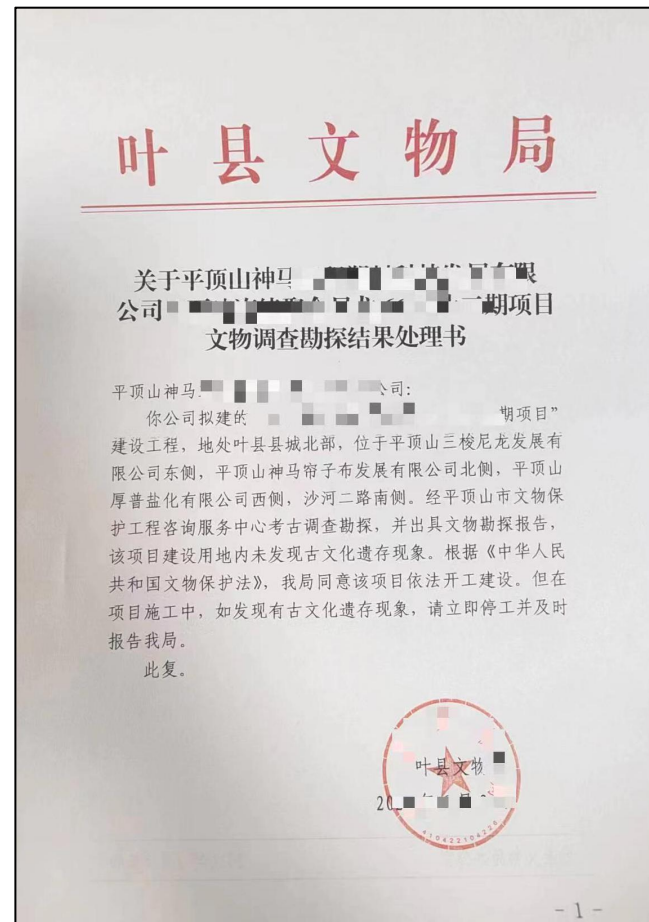 叶县文物局
关于平顶山神马
限
公司
二期项目
文物调查勘探结果处理书
平顶山神马
公司:
你公司拟建的
期项目”
建设工程，地处叶县县城北部，位于平顶山三梭尼龙发展有
限公司东侧，平顶山神马帘子布发展有限公司北侧，平顶山
厚普盐化有限公司西侧，沙河二路南侧。经平顶山市文物保
护工程咨询服务中心考古调查勘探，并出具文物勘探报告，
该项目建设用地内未发现古文化遗存现象。根据《中华人民
共和国文物保护法》，我局同意该项目依法开工建设。但在
项目施工中，如发现有古文化遗存现象，请立即停工并及时
报告我局。
此复。
叶县文物
20
410422104220
- 1 -